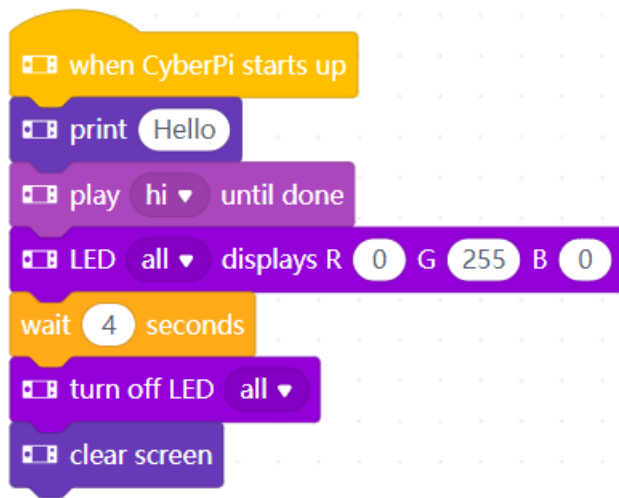 when CyberPi starts up
print Hello
play hi until done
LED all displays R 0 G 255 B 0
wait 4 seconds
turn off LED all
clear screen